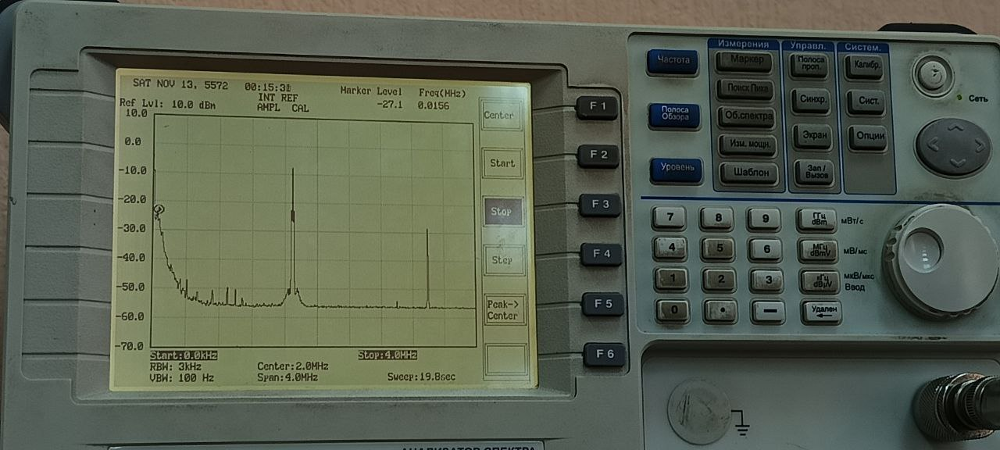 SAT NOV 13, 5572 00:15:31
INT REF
Marker Level Freq(MHz)
Ref Lvl: 10.0 dBm AMPL CAL -27.1 0.0156
10.0
0.0
-10.0
-20.0
-30.0
-40.0
-50.0
-60.0
-70.0
Start:0.0kHz Stop:4.0MHz
RBW: 3kHz Center:2.0MHz
VBW: 100 Hz Span:4.0MHz Sweep:19.8sec
Center
Start
Stop
Step
Peak->
Center
F 1
F 2
F 3
F 4
F 5
F 6
Частота
Полоса
Обзора
Уровень
Измерения
Маркер
Поиск Пика
Об.спектра
Изм. мощн.
Шаблон
Управл.
Полоса
проп.
Синхр.
Экран
Зап /
Вызов
Систем.
Калибр.
Сист.
Опции
Сеть
7 8 9 ГГц
dBm мВт/с
4 5 6 МГц
dBmV мВ/мс
1 2 3 кГц
dBµV мкВ/мкс
Ввод
0 • — Удален
АНАЛИЗАТОР СПЕКТРА